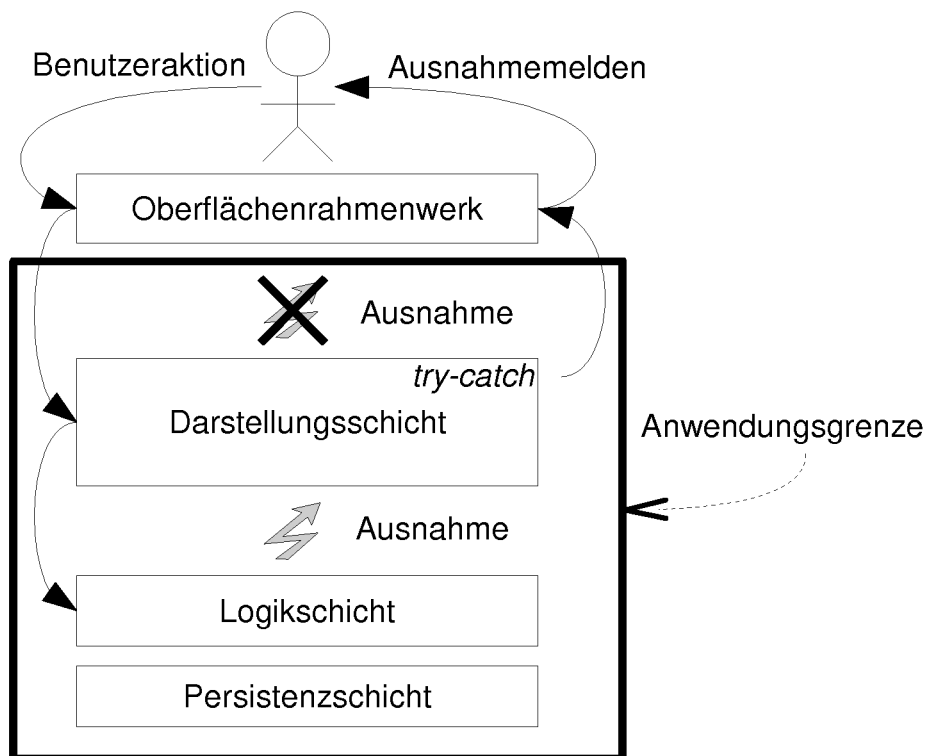 Benutzeraktion
Ausnahmemelden
Oberflächenrahmenwerk
Ausnahme
try-catch
Darstellungsschicht
Anwendungsgrenze
Ausnahme
Logikschicht
Persistenzschicht